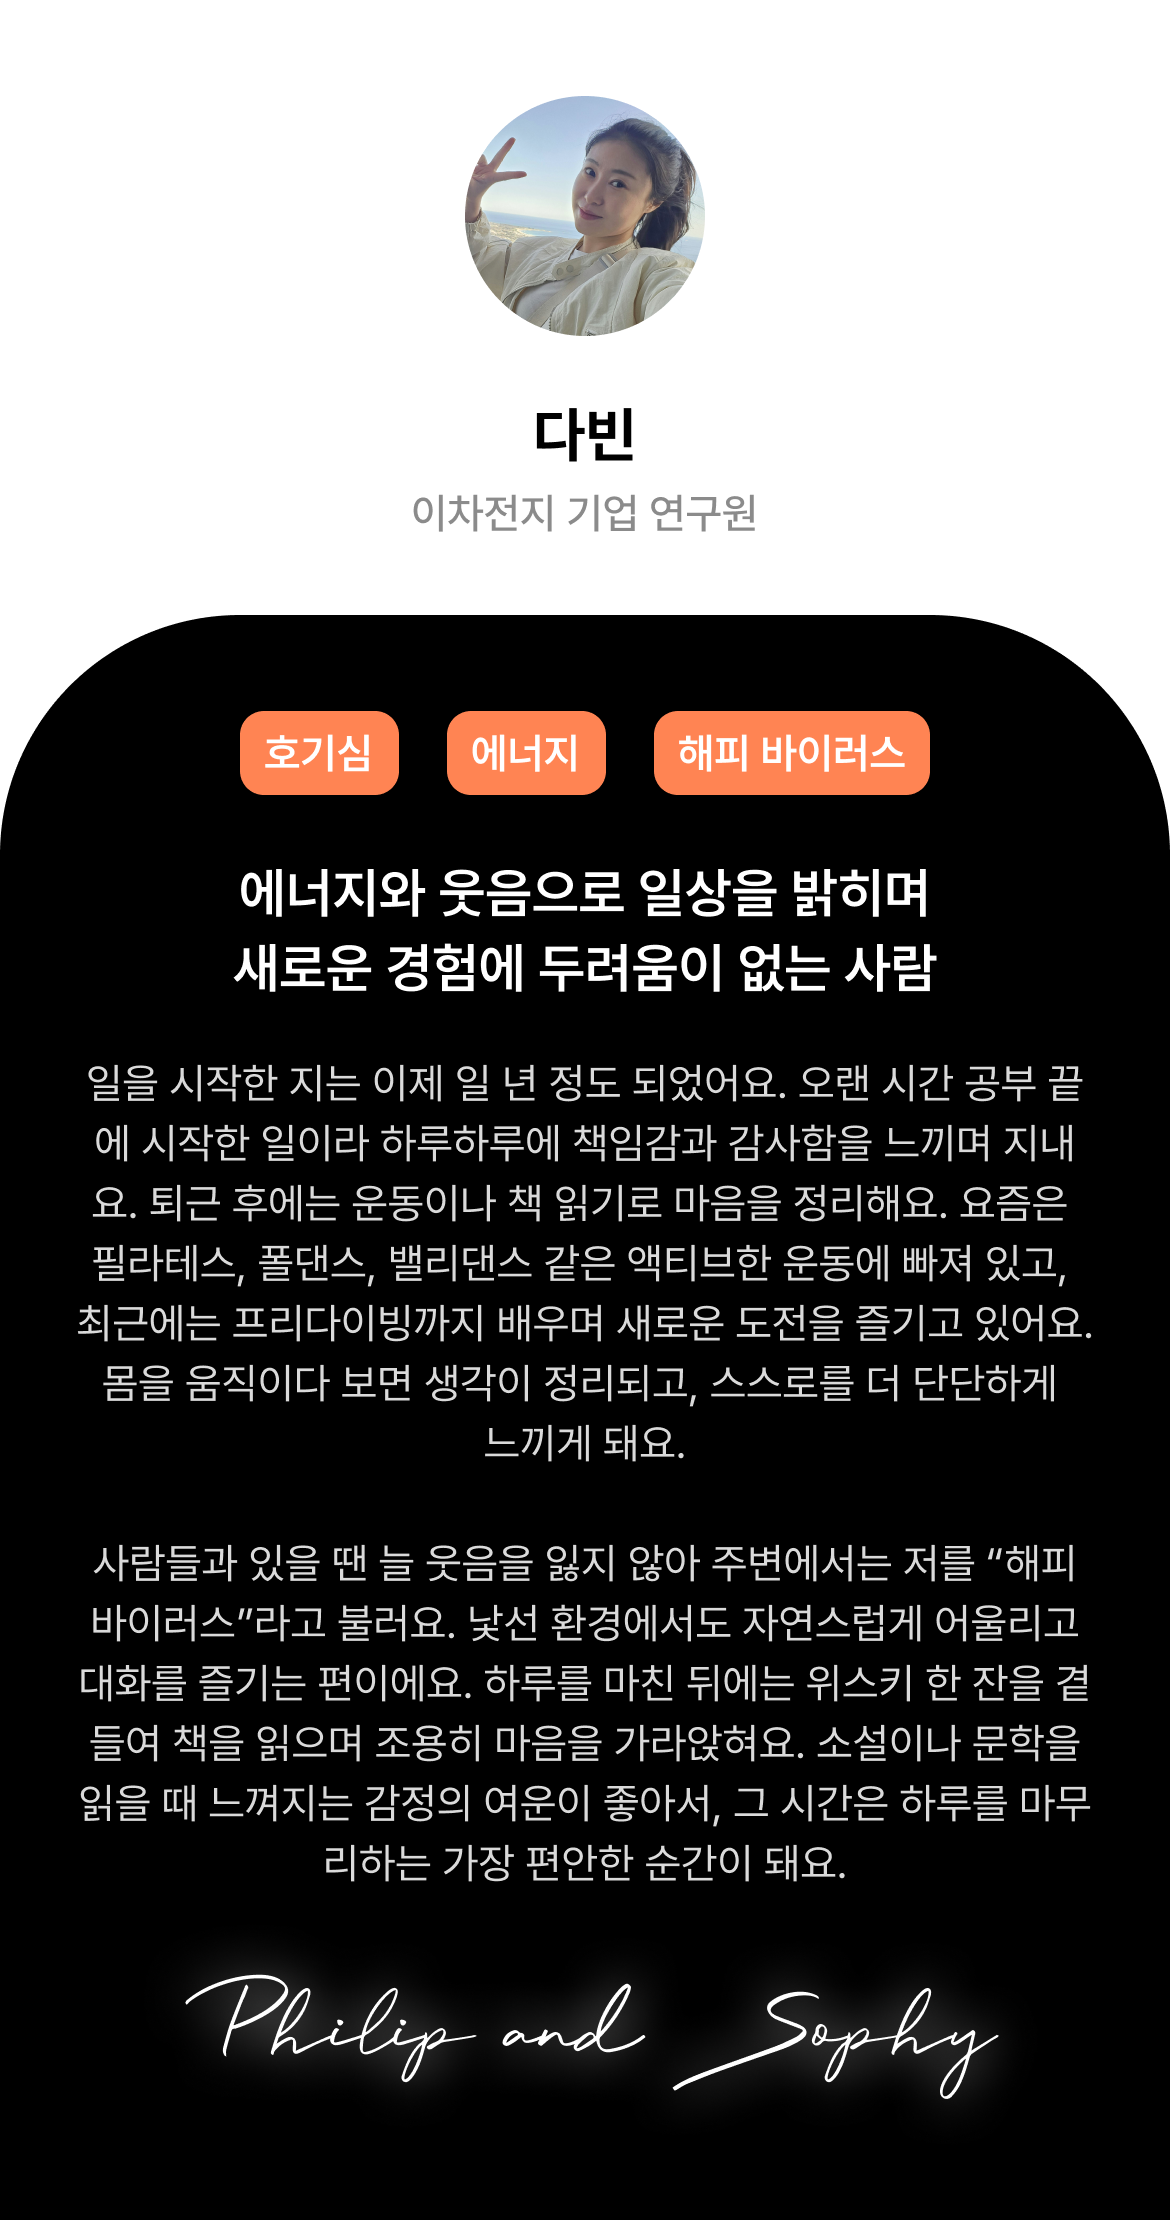 다빈
이차전지 기업 연구원
호기심 에너지 해피 바이러스
에너지와 웃음으로 일상을 밝히며
새로운 경험에 두려움이 없는 사람
일을 시작한 지는 이제 일 년 정도 되었어요. 오랜 시간 공부 끝
에 시작한 일이라 하루하루에 책임감과 감사함을 느끼며 지내
요. 퇴근 후에는 운동이나 책 읽기로 마음을 정리해요. 요즘은
필라테스, 폴댄스, 밸리댄스 같은 액티브한 운동에 빠져 있고,
최근에는 프리다이빙까지 배우며 새로운 도전을 즐기고 있어요.
몸을 움직이다 보면 생각이 정리되고, 스스로를 더 단단하게
느끼게 돼요.
사람들과 있을 땐 늘 웃음을 잃지 않아 주변에서는 저를 “해피
바이러스”라고 불러요. 낯선 환경에서도 자연스럽게 어울리고
대화를 즐기는 편이에요. 하루를 마친 뒤에는 위스키 한 잔을 곁
들여 책을 읽으며 조용히 마음을 가라앉혀요. 소설이나 문학을
읽을 때 느껴지는 감정의 여운이 좋아서, 그 시간은 하루를 마무
리하는 가장 편안한 순간이 돼요.
Philip and Sophy